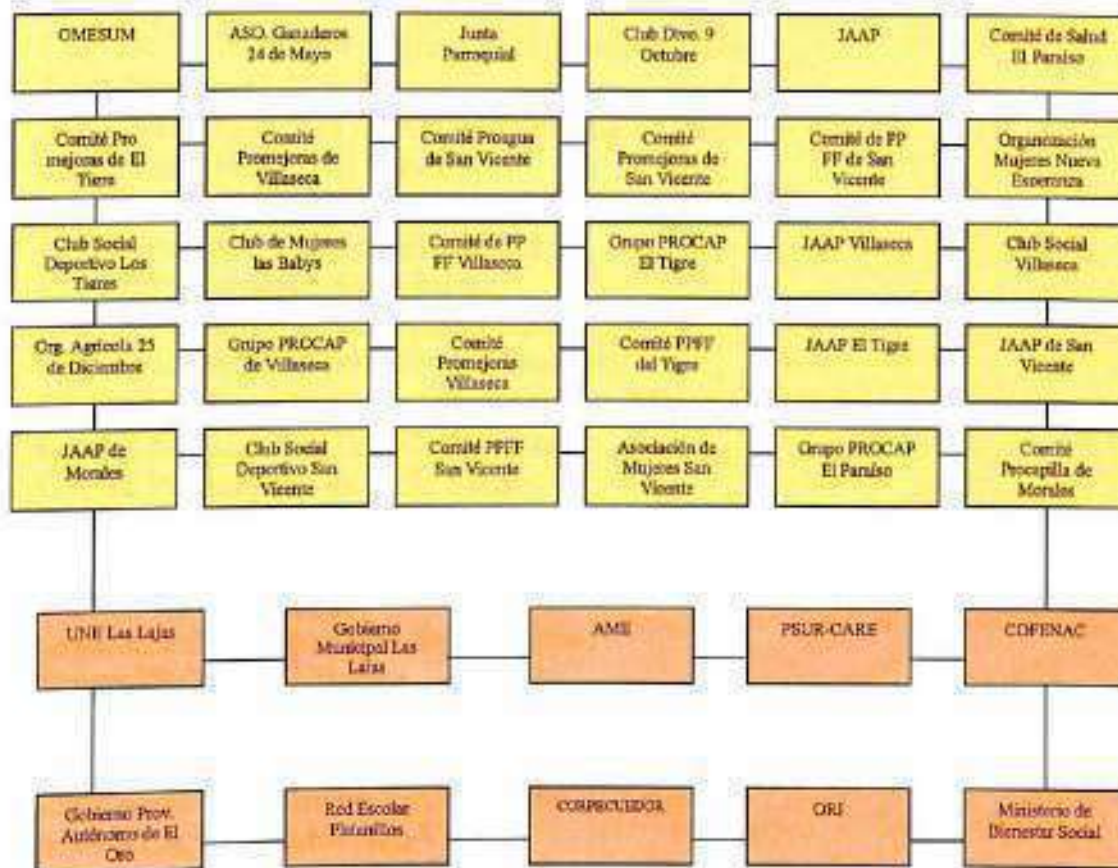 OMESUM
ASO. Ganaderos
24 de Mayo
Junta
Parroquial
Club Divo. 9
Octubre
JAAP
Comité de Salud
El Paraíso
Comité Pro
mejoras de El
Tigre
Comité
Promejoras de
Villaseca
Comité Proagua
de San Vicente
Comité
Promejoras de
San Vicente
Comité de PP
FF de San
Vicente
Organización
Mujeres Nueva
Esperanza
Club Social
Deportivo Los
Tigres
Club de Mujeres
las Babys
Comité de PP
FF Villaseca
Grupo PROCAP
El Tigre
JAAP Villaseca
Club Social
Villaseca
Org. Agrícola 25
de Diciembre
Grupo PROCAP
de Villaseca
Comité
Promejoras
Villaseca
Comité PPFF
del Tigre
JAAP El Tigre
JAAP de San
Vicente
JAAP de
Morales
Club Social
Deportivo San
Vicente
Comité PPFF
San Vicente
Asociación de
Mujeres San
Vicente
Grupo PROCAP
El Paraíso
Comité
Procapilla de
Morales
UNE Las Lajas
Gobierno
Municipal Las
Lajas
AME
PSUR-CARE
COFENAC
Gobierno Prov.
Autónomo de El
Oro
Red Escolar
Platanillos
CORPECUEDOR
ORI
Ministerio de
Bienestar Social